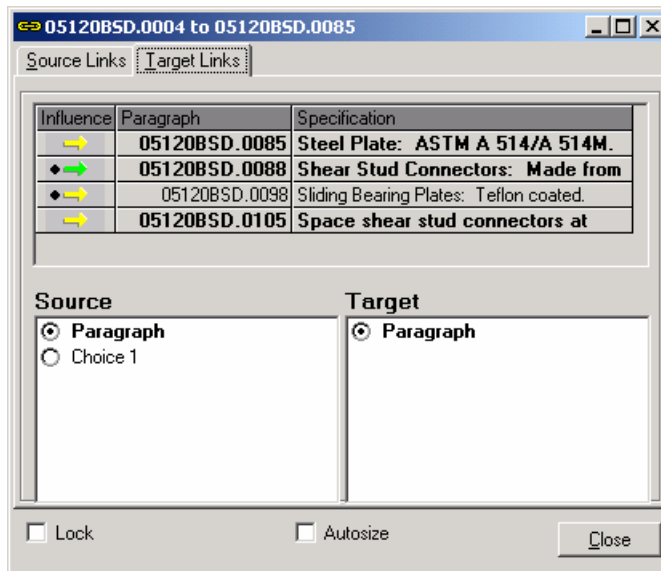 05120BSD.0004 to 05120BSD.0085
Source Links Target Links
Influence Paragraph Specification
05120BSD.0085 Steel Plate: ASTM A 514/A 514M.
05120BSD.0088 Shear Stud Connectors: Made from
05120BSD.0098 Sliding Bearing Plates: Teflon coated.
05120BSD.0105 Space shear stud connectors at
Source Target
Paragraph Paragraph
Choice 1
Lock Autosize Close